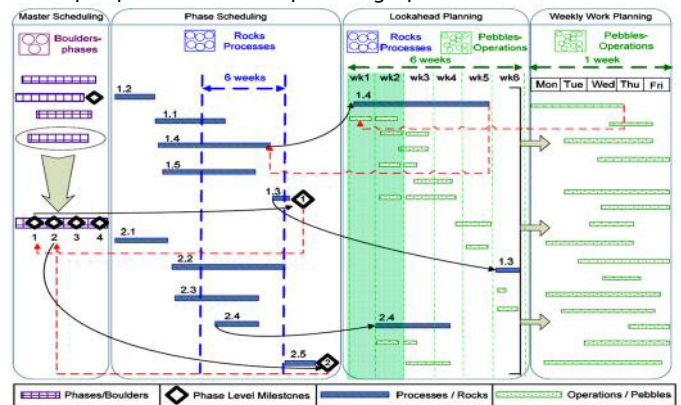 Master Scheduling
Phase Scheduling
Lookahead Planning
Weekly Work Planning
Boulders-
phases
Rocks
Processes
Rocks
Processes
Pebbles-
Operations
Pebbles-
Operations
6 weeks
6 weeks
1 week
wk1 wk2 wk3 wk4 wk5 wk6
Mon Tue Wed Thu Fri
1.2
1.1
1.4
1.5
1.3
1
1.4
1 2 3 4
2.1
2.2
2.3
2.4
2.5
2
1.3
2.4
Phases/Boulders
Phase Level Milestones
Processes / Rocks
Operations / Pebbles